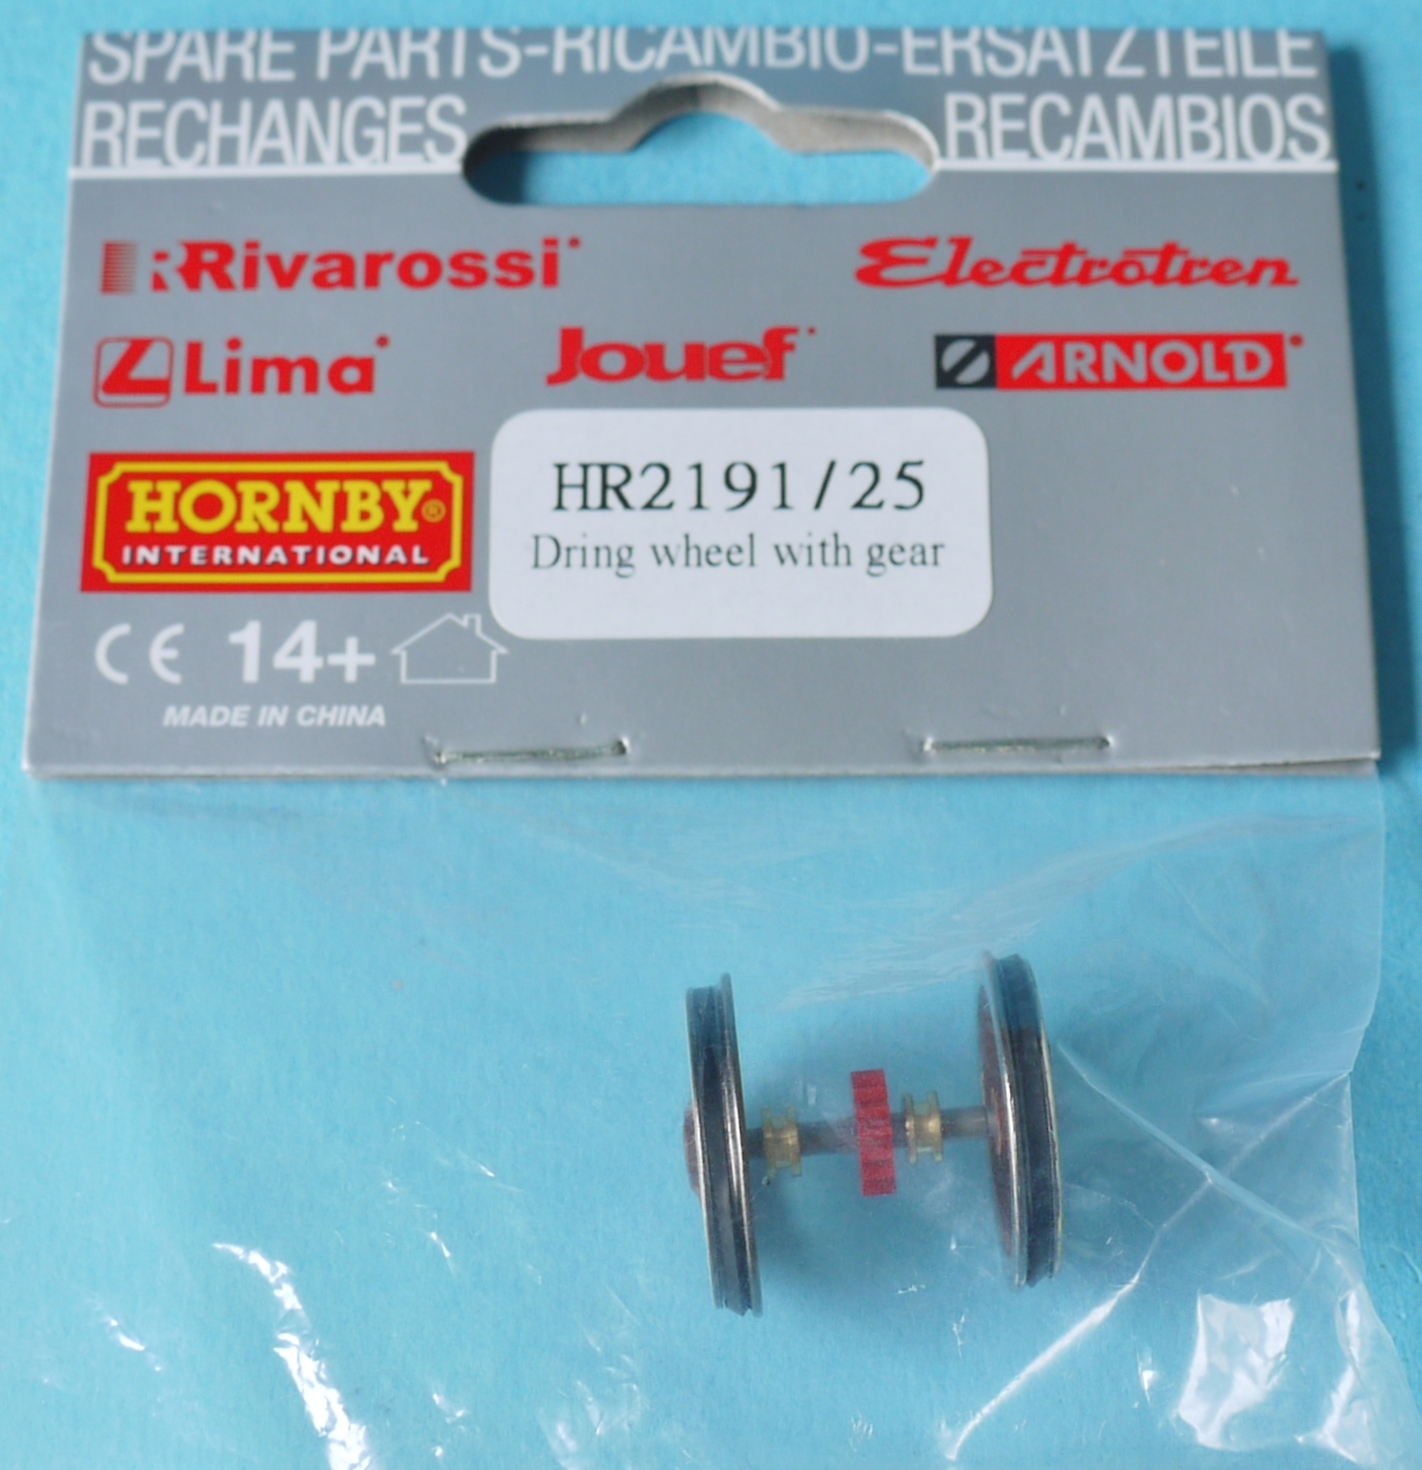 SPARE PARTS-RICAMBIO-ERSATZTEILE
RECHANGES RECAMBIOS
Rivarossi Electrotren
Lima Jouef ARNOLD
HORNBY®
INTERNATIONAL
HR2191/25
Dring wheel with gear
CE 14+
MADE IN CHINA